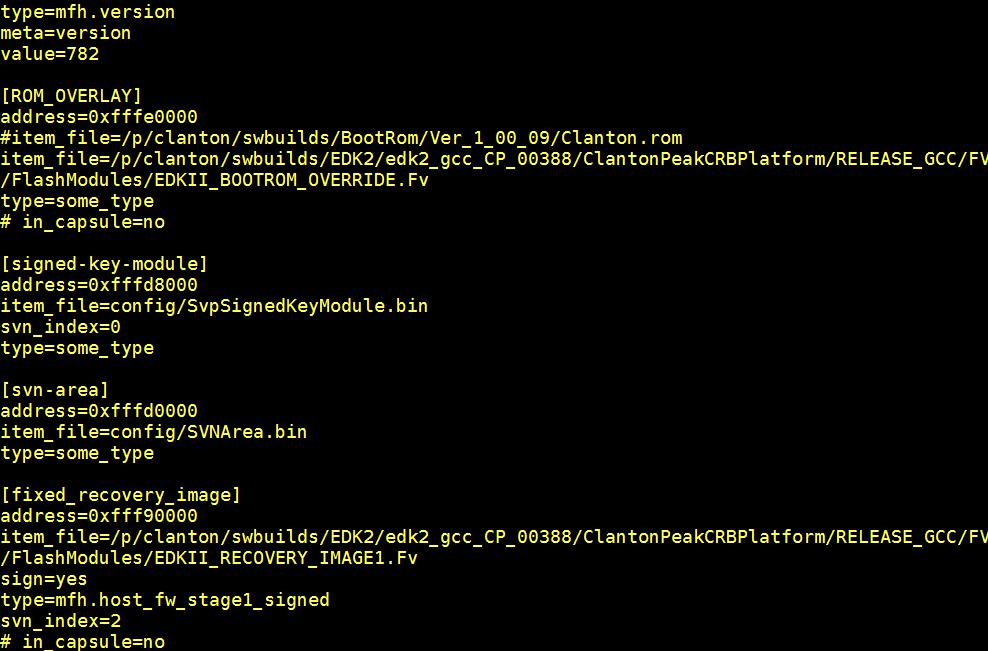 type=mfh.version
meta=version
value=782
[ROM_OVERLAY]
address=0xfffe0000
#item_file=/p/clanton/swbuilds/BootRom/Ver_1_00_09/Clanton.rom
item_file=/p/clanton/swbuilds/EDK2/edk2_gcc_CP_00388/ClantonPeakCRBPlatform/RELEASE_GCC/FV
/FlashModules/EDKII_BOOTROM_OVERRIDE.Fv
type=some_type
# in_capsule=no
[signed-key-module]
address=0xfffd8000
item_file=config/SvpSignedKeyModule.bin
svn_index=0
type=some_type
[svn-area]
address=0xfffd0000
item_file=config/SVNArea.bin
type=some_type
[fixed_recovery_image]
address=0xfff90000
item_file=/p/clanton/swbuilds/EDK2/edk2_gcc_CP_00388/ClantonPeakCRBPlatform/RELEASE_GCC/FV
/FlashModules/EDKII_RECOVERY_IMAGE1.Fv
sign=yes
type=mfh.host_fw_stage1_signed
svn_index=2
# in_capsule=no